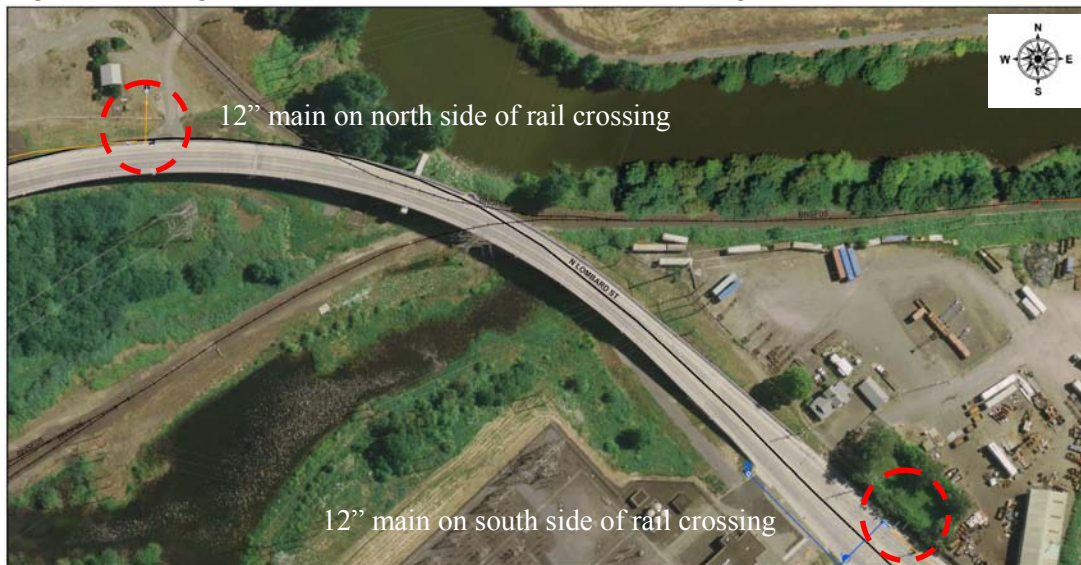 N
W E
S
12” main on north side of rail crossing
N LOMBARD ST
12” main on south side of rail crossing